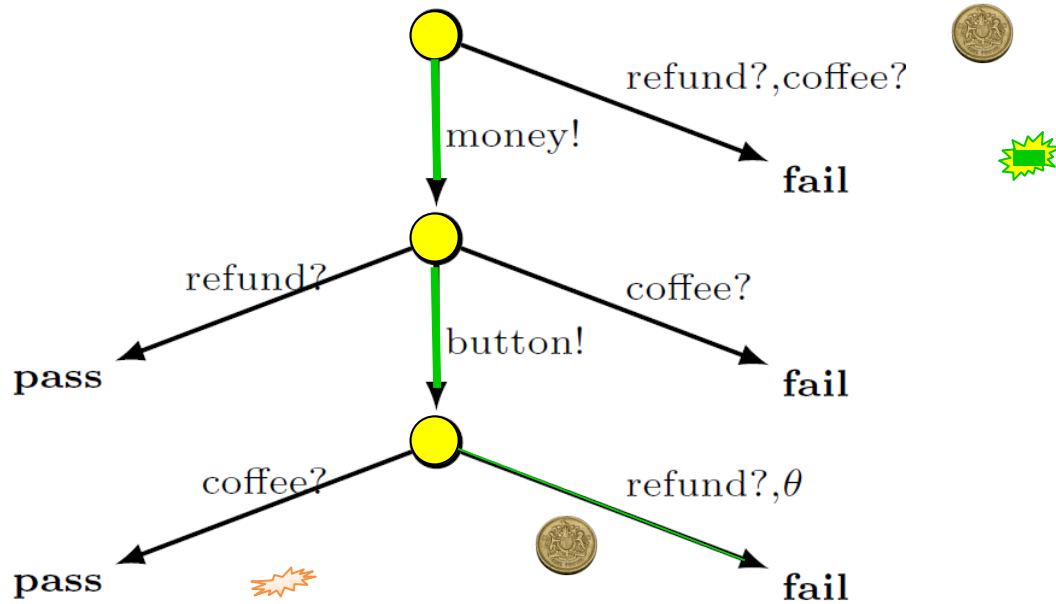 refund?,coffee?
money!
fail
refund?
coffee?
button!
pass
fail
coffee?
refund?,θ
pass
fail